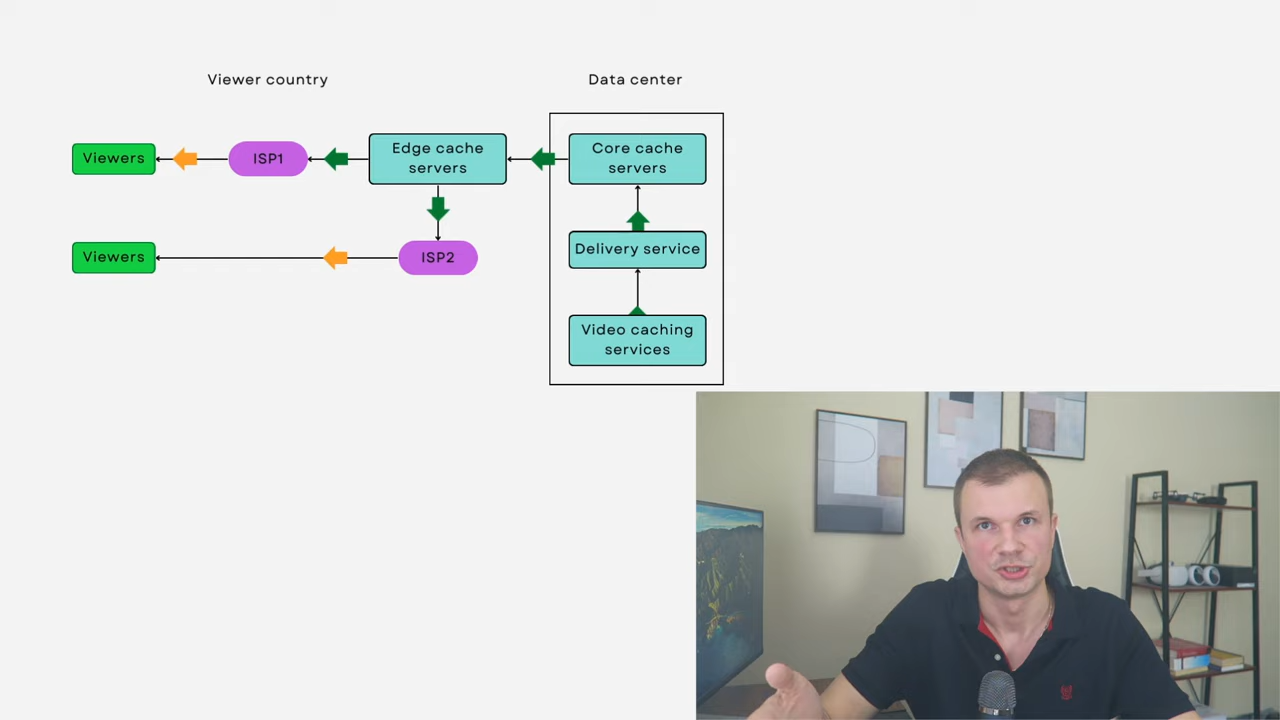 Viewer country
Data center
Viewers
ISP1
Edge cache
servers
Core cache
servers
Viewers
ISP2
Delivery service
Video caching
services